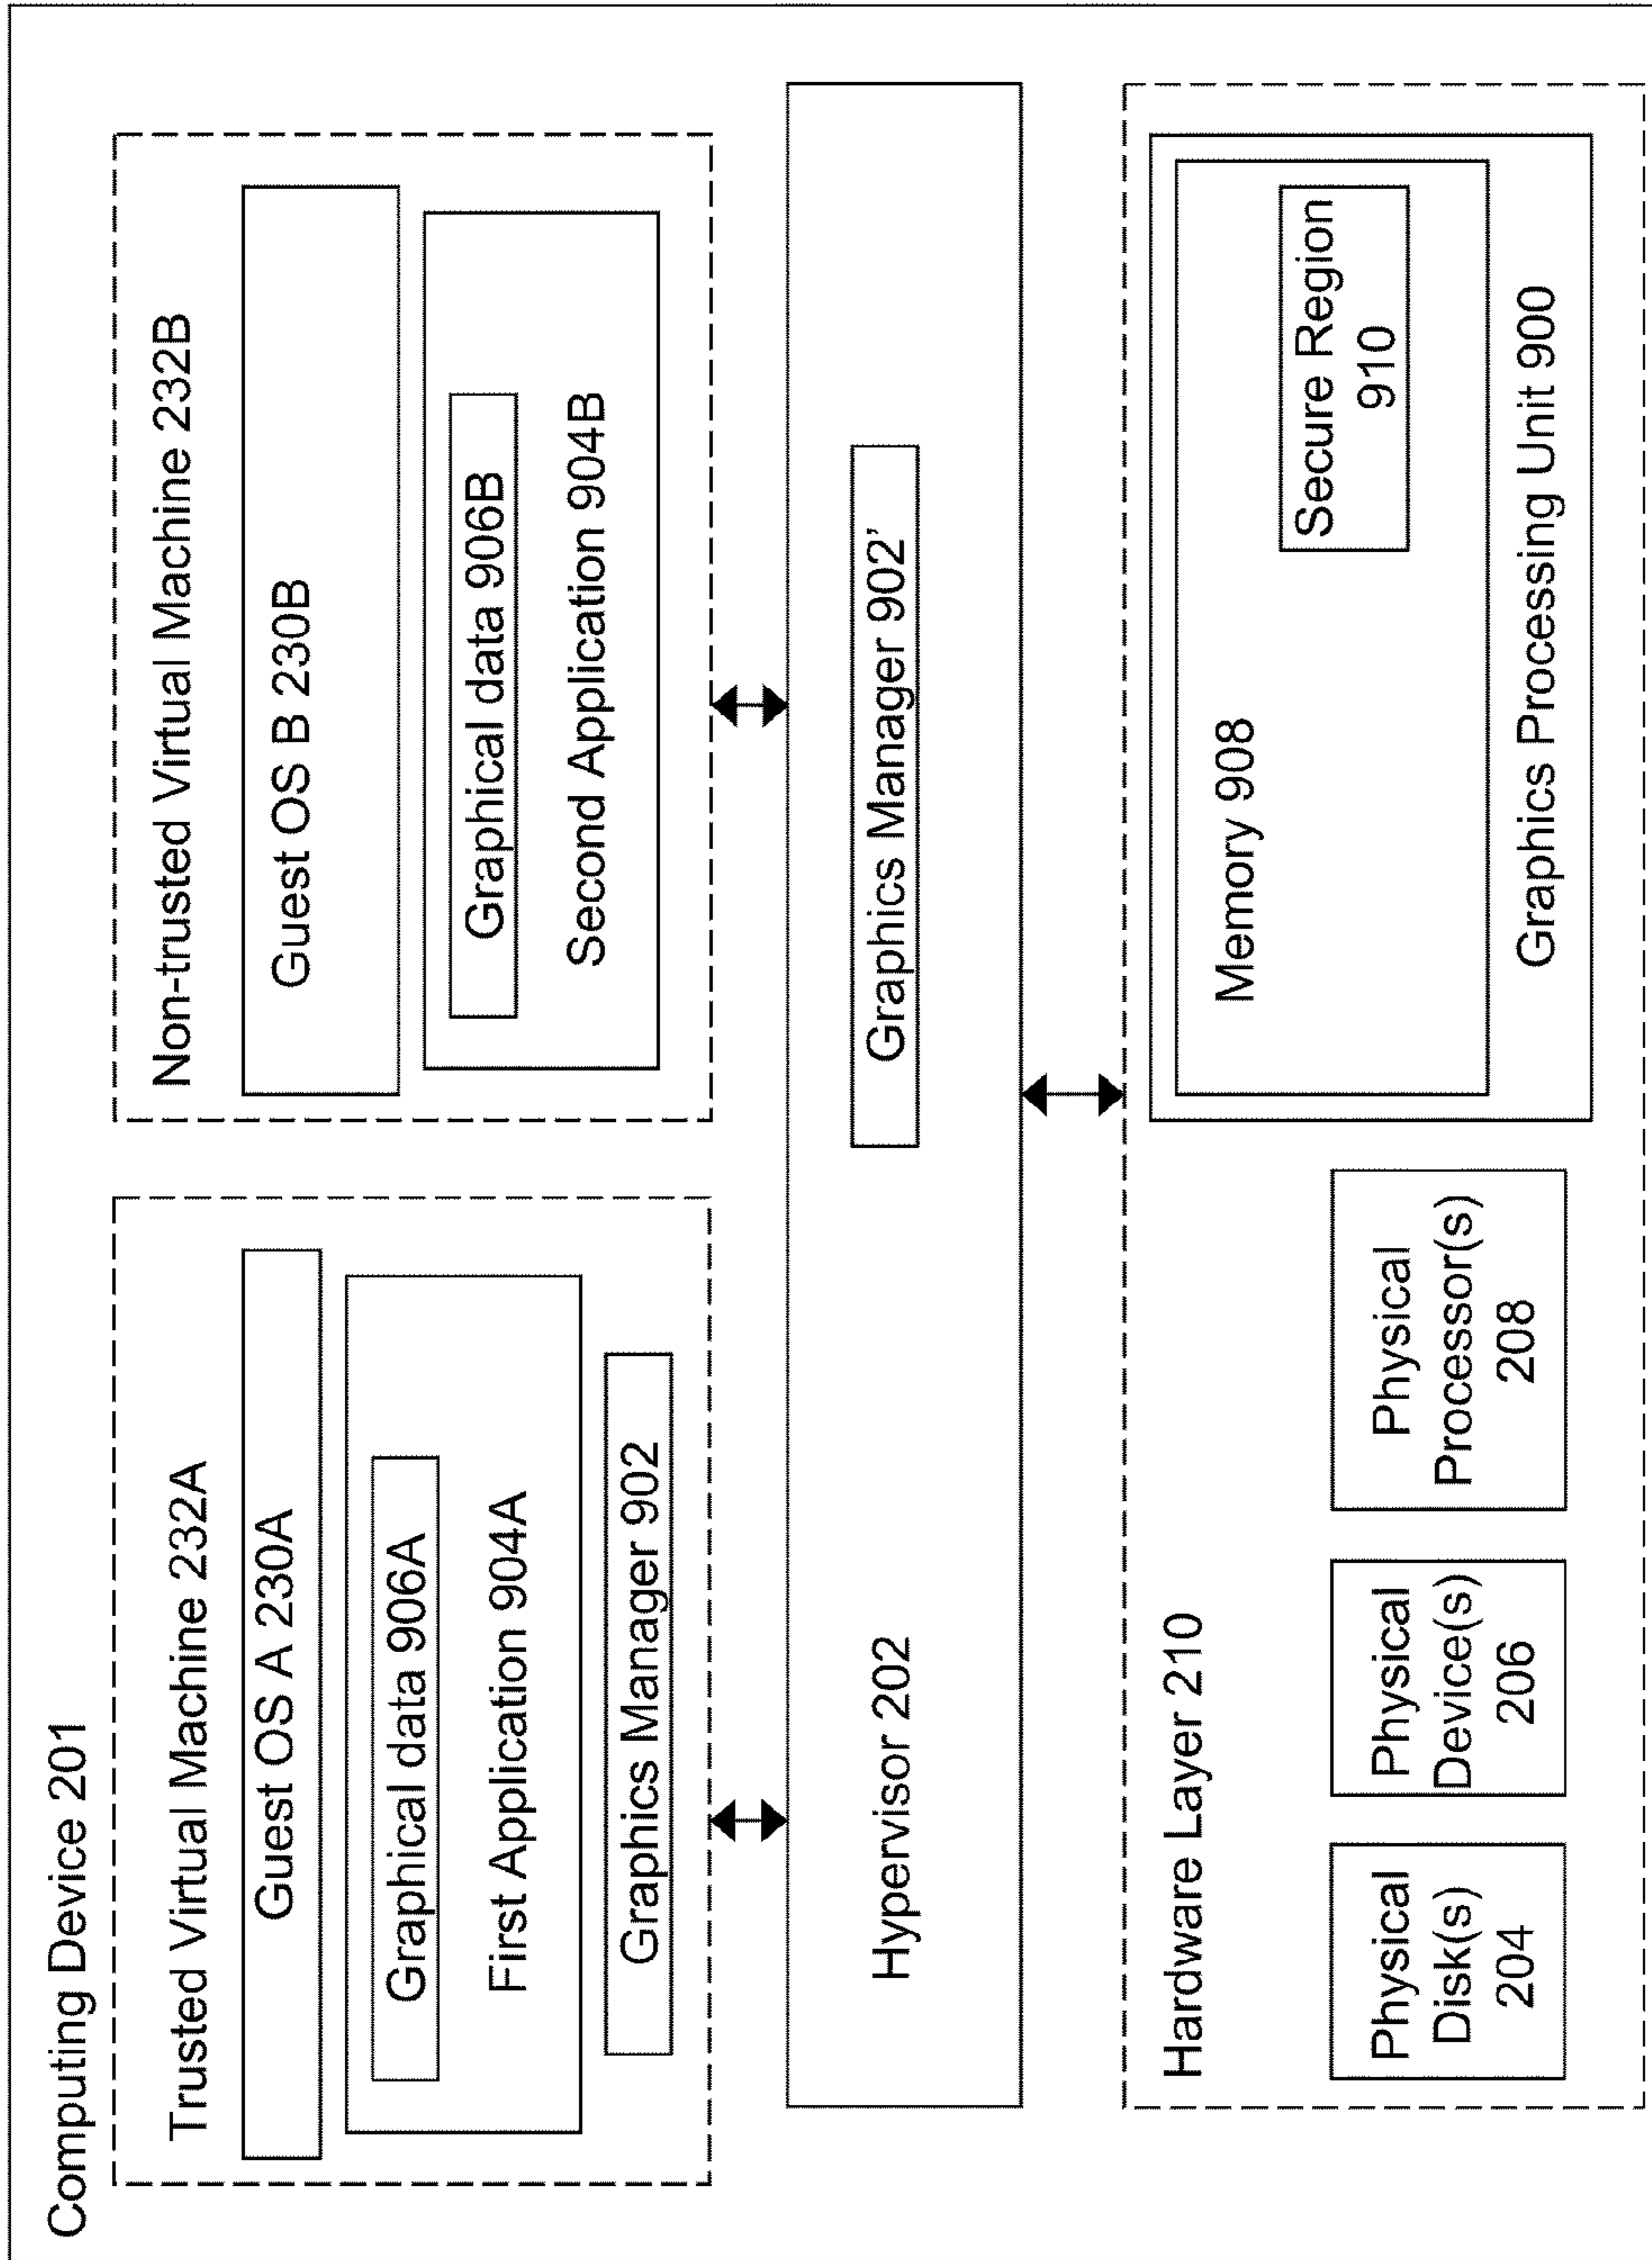 Computing Device 201
Trusted Virtual Machine 232A
Guest OS A 230A
Graphical data 906A
First Application 904A
Graphics Manager 902
Non-trusted Virtual Machine 232B
Guest OS B 230B
Graphical data 906B
Second Application 904B
Hypervisor 202
Graphics Manager 902’
Hardware Layer 210
Physical
Disk(s)
204
Physical
Device(s)
206
Physical
Processor(s)
208
Memory 908
Secure Region
910
Graphics Processing Unit 900